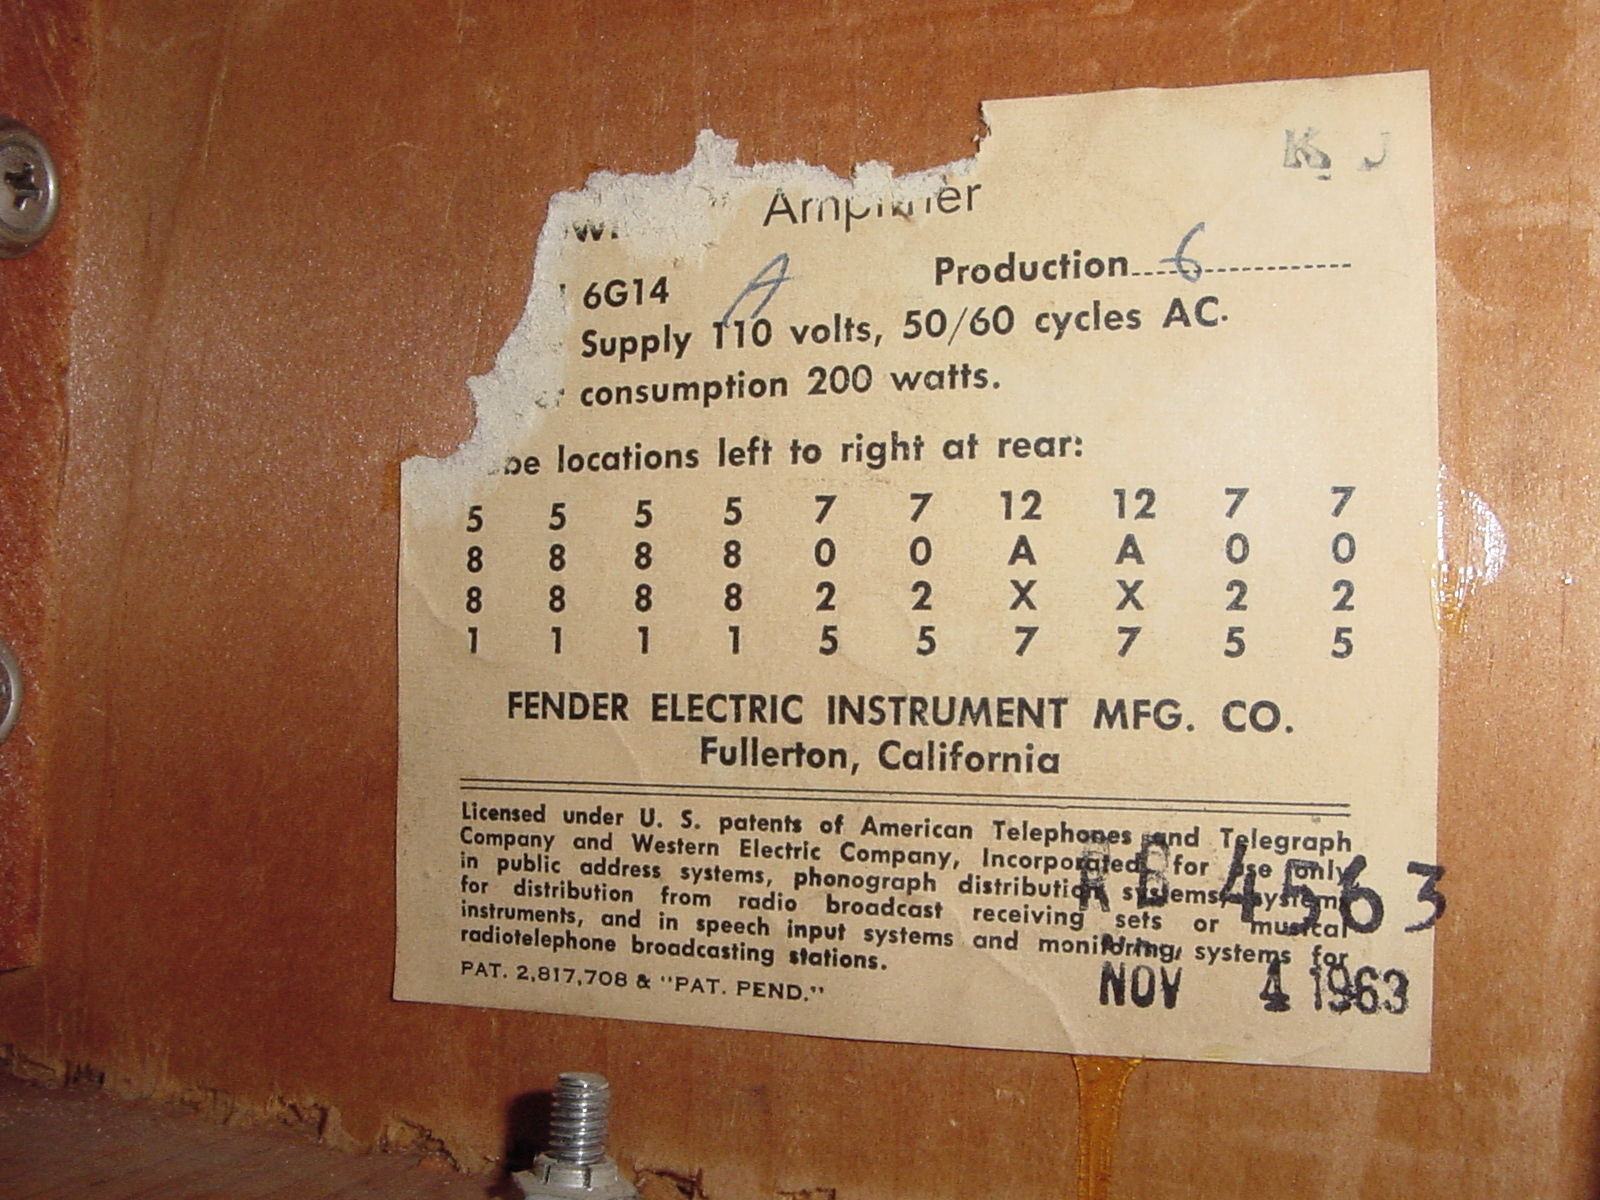 K J
Amplifier
6G14 A Production 6
Supply 110 volts, 50/60 cycles AC.
consumption 200 watts.
be locations left to right at rear:
5 5 5 5 7 7 12 12 7 7
8 8 8 8 0 0 A A 0 0
8 8 8 8 2 2 X X 2 2
1 1 1 1 5 5 7 7 5 5
FENDER ELECTRIC INSTRUMENT MFG. CO.
Fullerton, California
Licensed under U. S. patents of American Telephones and Telegraph
Company and Western Electric Company, Incorporated, for use only
in public address systems, phonograph distribution systems, systems
for distribution from radio broadcast receiving sets or musical
instruments, and in speech input systems and monitoring, systems for
radiotelephone broadcasting stations.
PAT. 2,817,708 & "PAT. PEND."
4563
NOV 4 1963